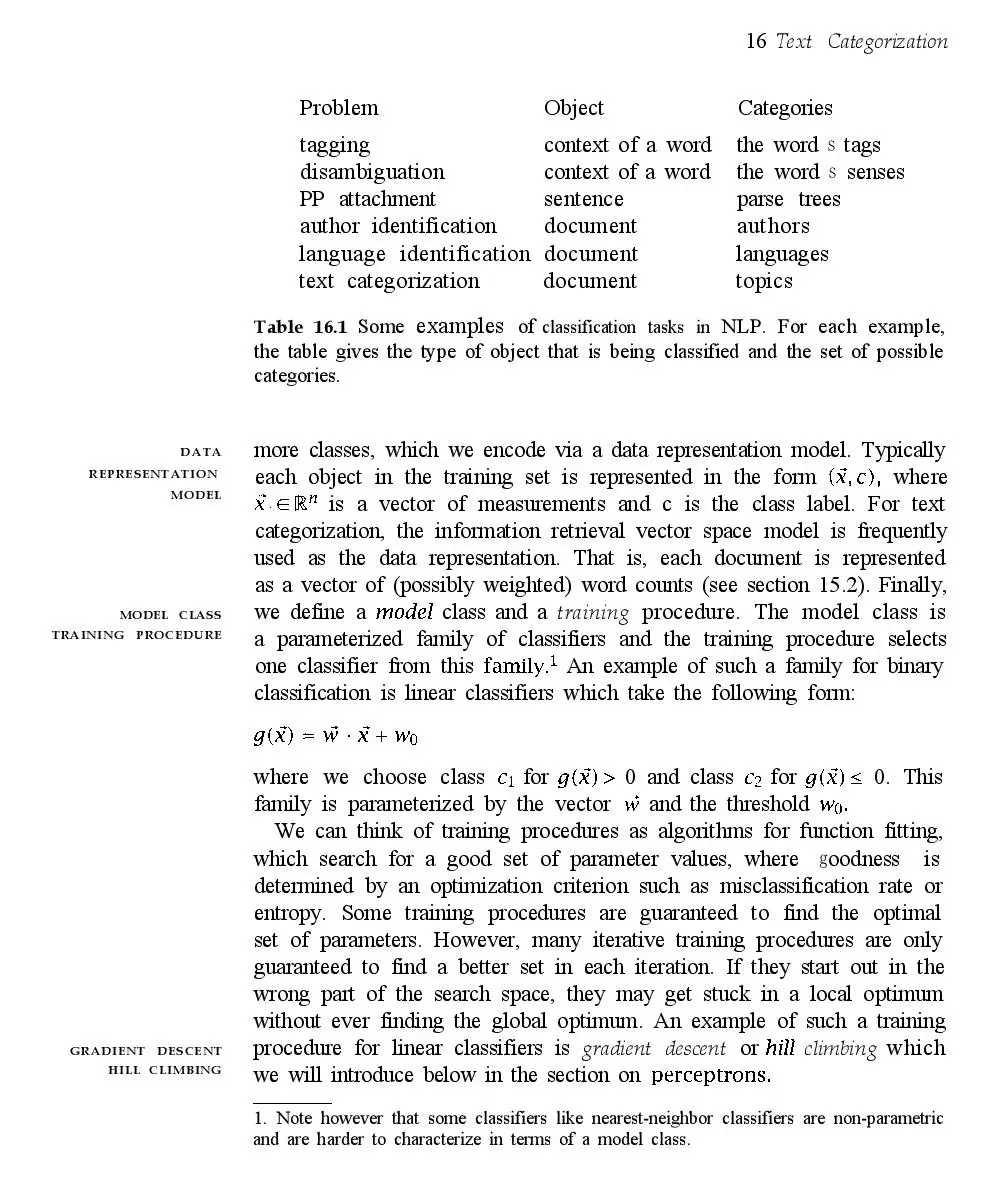 16 Text Categorization
Problem Object Categories
tagging context of a word the word s tags
disambiguation context of a word the word s senses
PP attachment sentence parse trees
author identification document authors
language identification document languages
text categorization document topics
Table 16.1 Some examples of classification tasks in NLP. For each example,
the table gives the type of object that is being classified and the set of possible
categories.
DATA
REPRESENTATION
MODEL
more classes, which we encode via a data representation model. Typically
each object in the training set is represented in the form (x⃗, c), where
x⃗ ∈ ℝⁿ is a vector of measurements and c is the class label. For text
categorization, the information retrieval vector space model is frequently
used as the data representation. That is, each document is represented
as a vector of (possibly weighted) word counts (see section 15.2). Finally,
MODEL CLASS
TRAINING PROCEDURE
we define a model class and a training procedure. The model class is
a parameterized family of classifiers and the training procedure selects
one classifier from this family.¹ An example of such a family for binary
classification is linear classifiers which take the following form:
g(x⃗) = w⃗ · x⃗ + w₀
where we choose class c₁ for g(x⃗) > 0 and class c₂ for g(x⃗) ≤ 0. This
family is parameterized by the vector w⃗ and the threshold w₀.
We can think of training procedures as algorithms for function fitting,
which search for a good set of parameter values, where goodness is
determined by an optimization criterion such as misclassification rate or
entropy. Some training procedures are guaranteed to find the optimal
set of parameters. However, many iterative training procedures are only
guaranteed to find a better set in each iteration. If they start out in the
wrong part of the search space, they may get stuck in a local optimum
without ever finding the global optimum. An example of such a training
GRADIENT DESCENT
HILL CLIMBING
procedure for linear classifiers is gradient descent or hill climbing which
we will introduce below in the section on perceptrons.
1. Note however that some classifiers like nearest-neighbor classifiers are non-parametric
and are harder to characterize in terms of a model class.